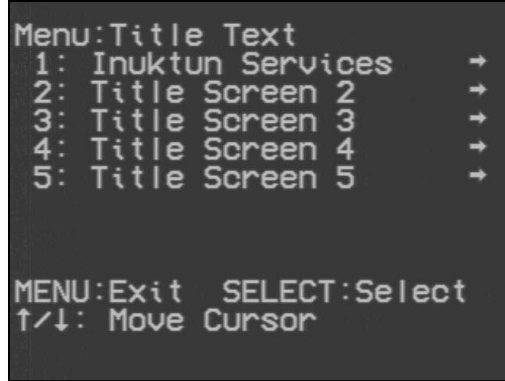 Menu:Title Text
1: Inuktun Services →
2: Title Screen 2 →
3: Title Screen 3 →
4: Title Screen 4 →
5: Title Screen 5 →
MENU:Exit SELECT:Select
↑/↓: Move Cursor